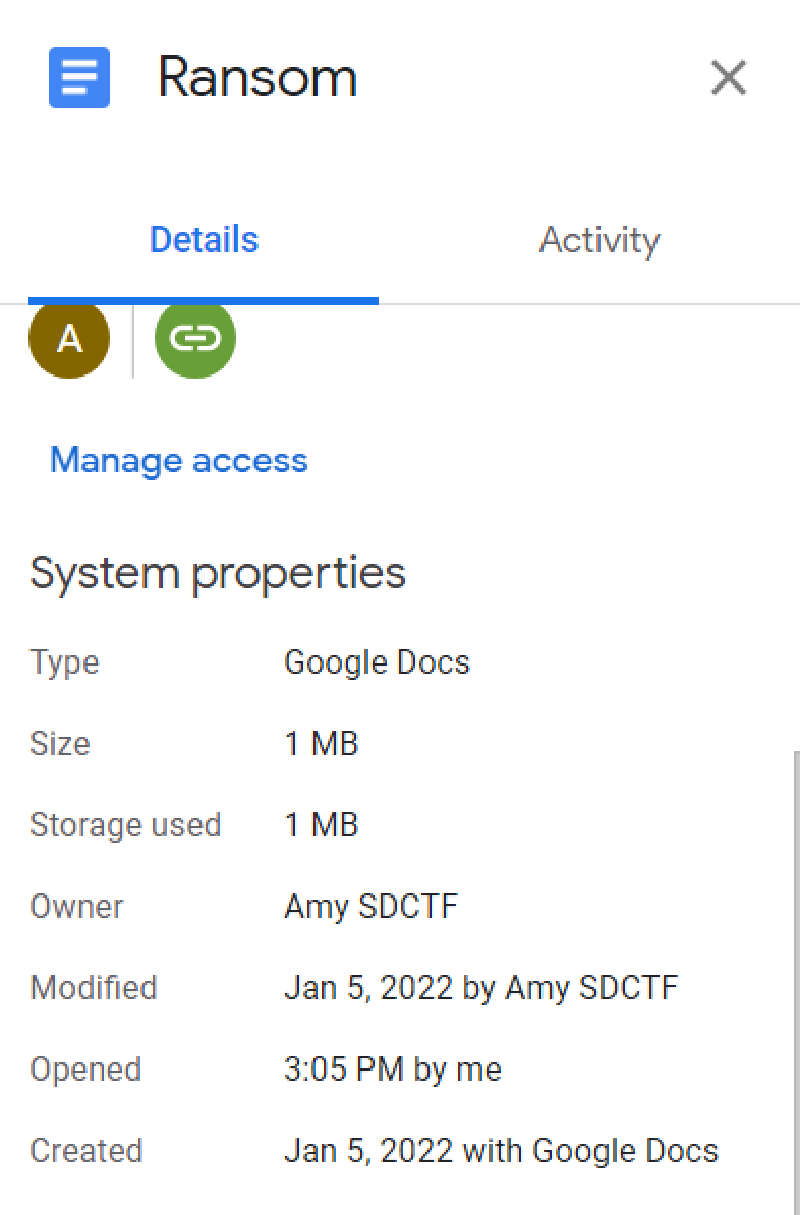 Ransom
Details Activity
A
Manage access
System properties
Type Google Docs
Size 1 MB
Storage used 1 MB
Owner Amy SDCTF
Modified Jan 5, 2022 by Amy SDCTF
Opened 3:05 PM by me
Created Jan 5, 2022 with Google Docs